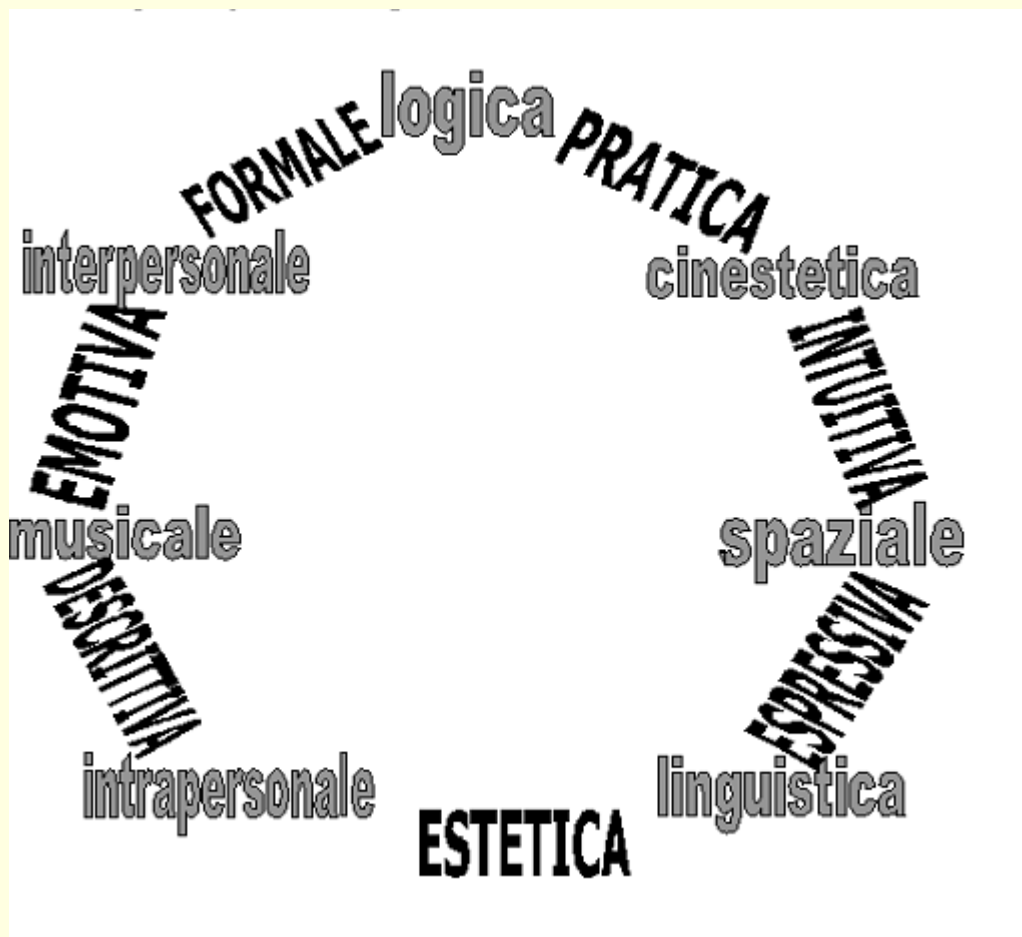 logica
FORMALE
PRATICA
interpersonale
cinestetica
EMOTIVA
INTUITIVA
musicale
spaziale
DESCRITTIVA
ESPRESSIVA
intrapersonale
linguistica
ESTETICA